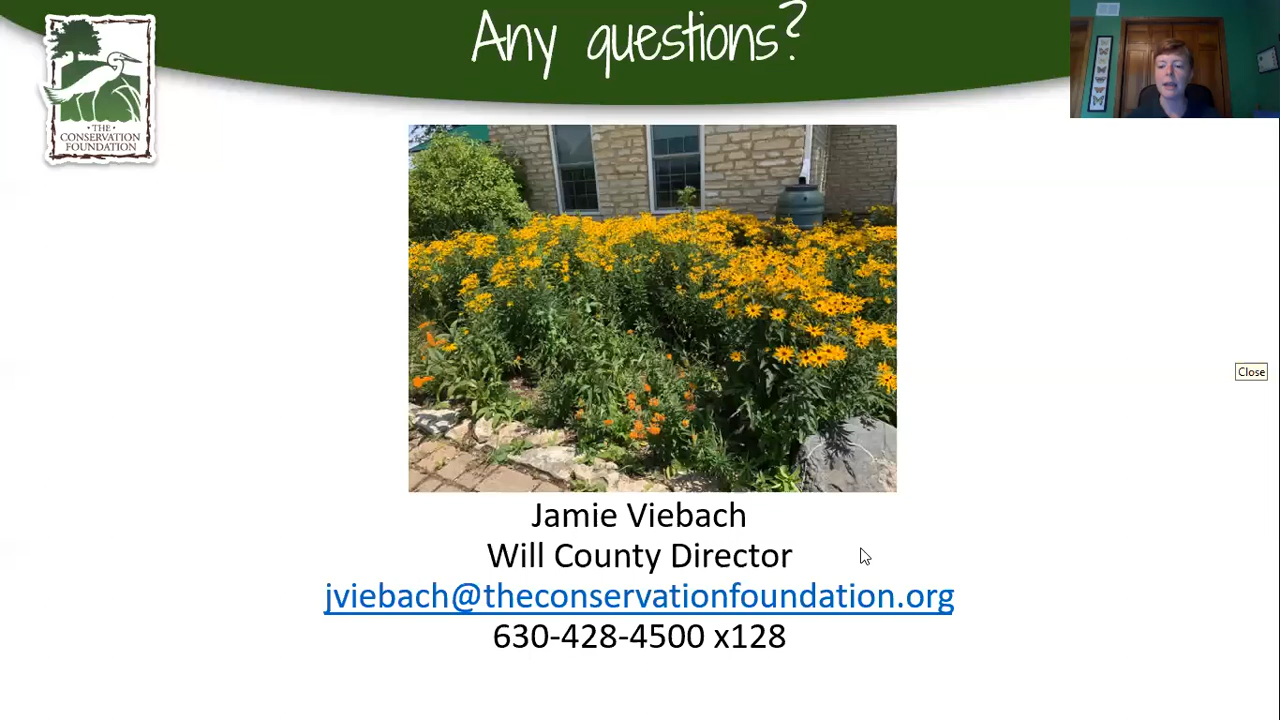 Any questions?
· THE ·
CONSERVATION
FOUNDATION
Close
Jamie Viebach
Will County Director
jviebach@theconservationfoundation.org
630-428-4500 x128